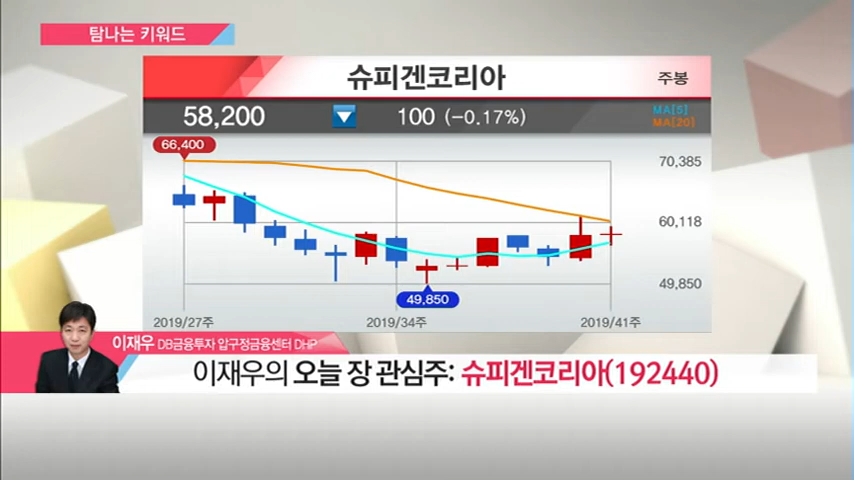 탐나는 키워드
슈피겐코리아 주봉
58,200 ▼ 100 (-0.17%)
MA[5]
MA[20]
66,400
70,385
60,118
49,850
49,850
2019/27주 2019/34주 2019/41주
이재우 DB금융투자 압구정금융센터 DHP
이재우의 오늘 장 관심주: 슈피겐코리아(192440)